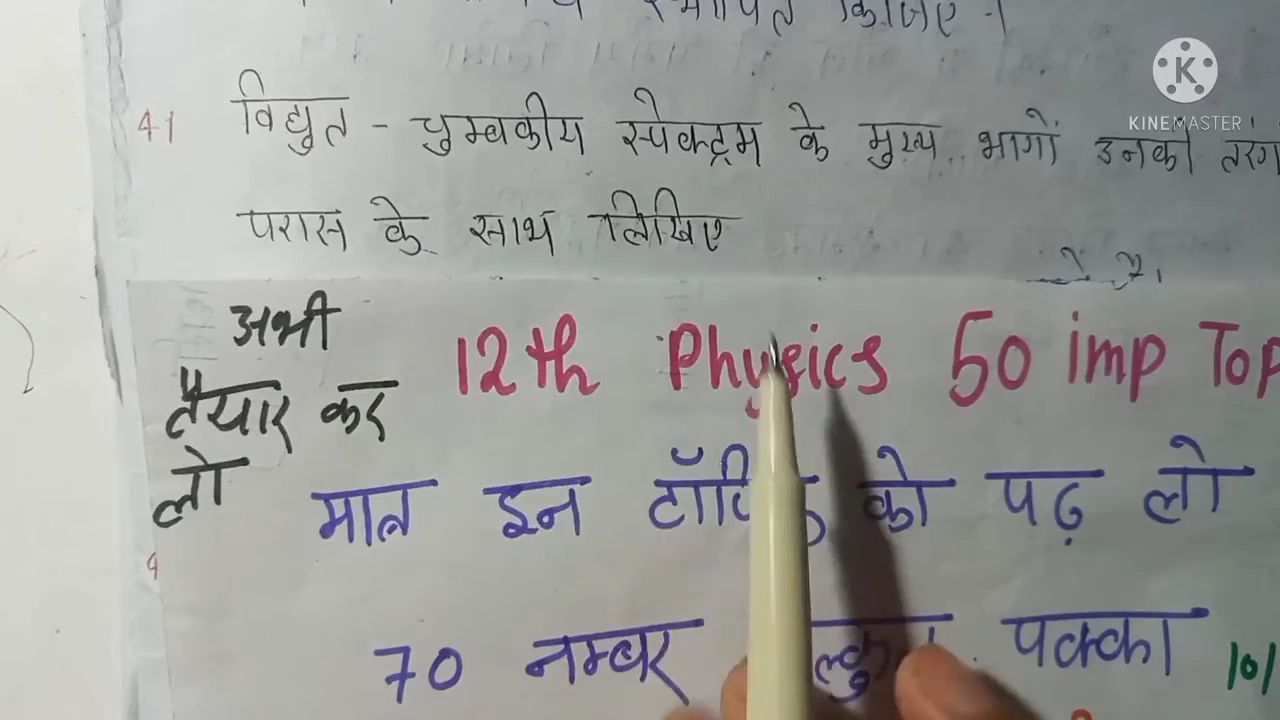 स्थापित कीजिए ।
41 विद्युत - चुम्बकीय स्पेक्ट्रम के मुख्य भागों उनकी तरंग
परास के साथ लिखिए
अभी
तैयार कर
लो
12th Physics 50 imp Top
मात्र इन को पढ़ लो
70 नम्बर पक्का
KINEMASTER